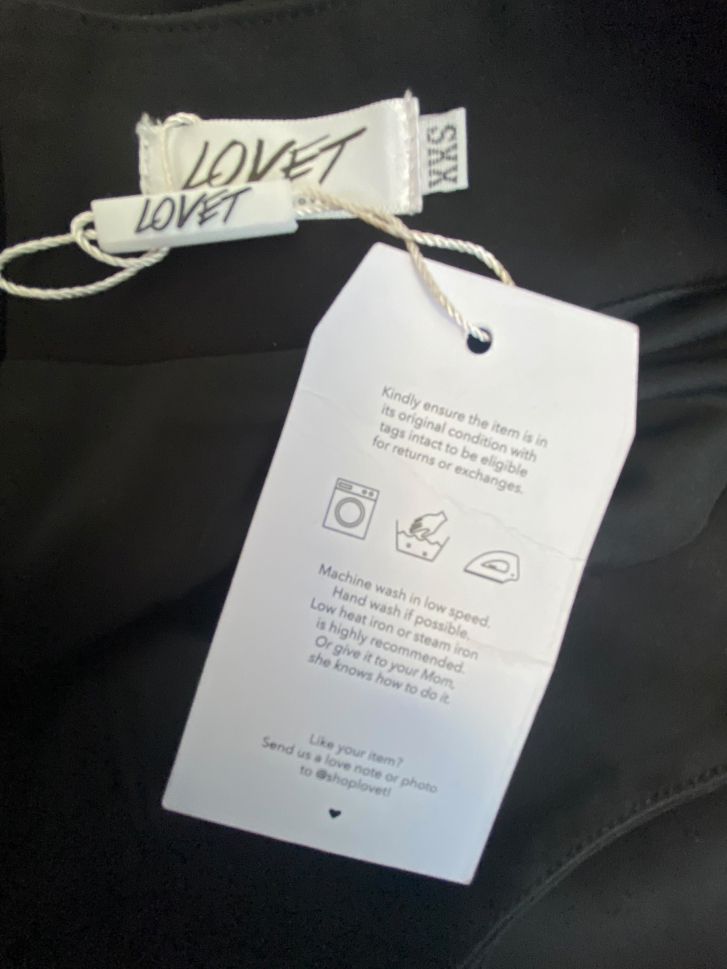 LOVET
XXS
LOVET
Kindly ensure the item is in
its original condition with
tags intact to be eligible
for returns or exchanges.
Machine wash in low speed.
Hand wash if possible.
Low heat iron or steam iron
is highly recommended.
Or give it to your Mom,
she knows how to do it.
Like your item?
Send us a love note or photo
to @shoplovet!